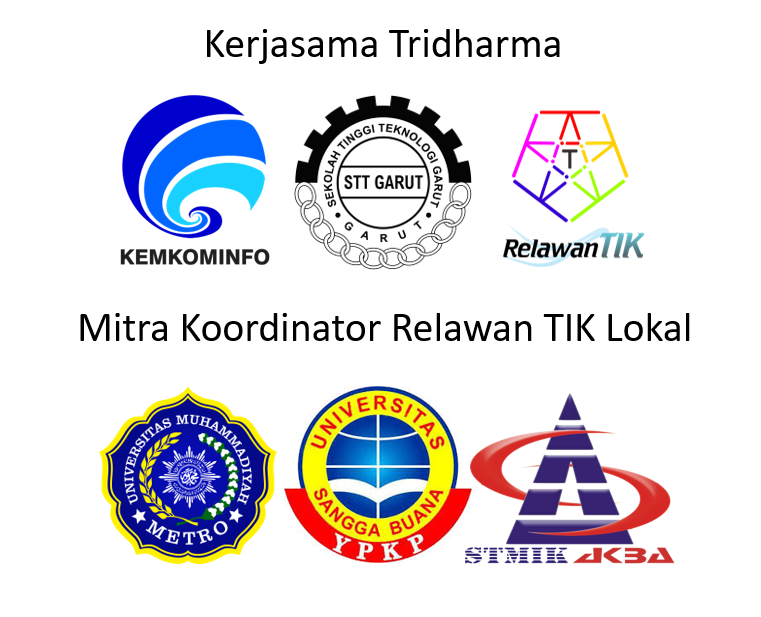 Kerjasama Tridharma
KEMKOMINFO
SEKOLAH TINGGI TEKNOLOGI GARUT
STT GARUT
• GARUT •
T
RelawanTIK
Mitra Koordinator Relawan TIK Lokal
UNIVERSITAS MUHAMMADIYAH
METRO
UNIVERSITAS
SANGGA BUANA
YPKP
STMIK AKBA